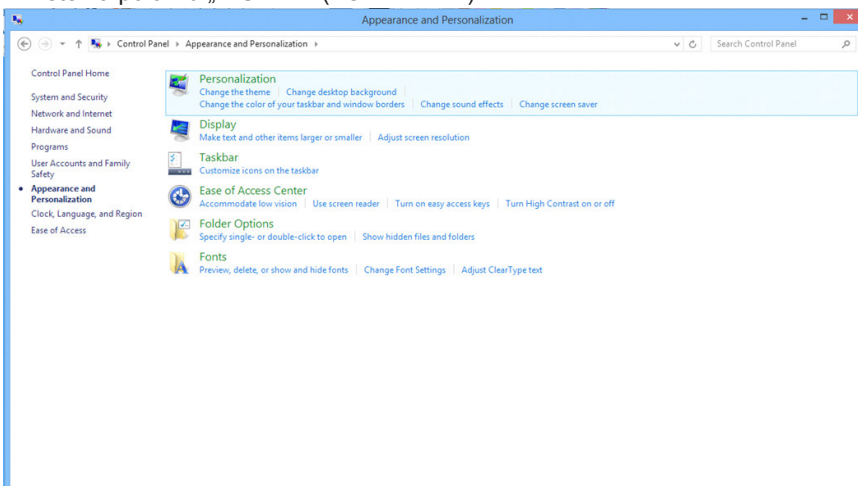 Appearance and Personalization
Control Panel Appearance and Personalization
Search Control Panel
Control Panel Home
System and Security
Network and Internet
Hardware and Sound
Programs
User Accounts and Family
Safety
Appearance and
Personalization
Clock, Language, and Region
Ease of Access
Personalization
Change the theme Change desktop background
Change the color of your taskbar and window borders Change sound effects Change screen saver
Display
Make text and other items larger or smaller Adjust screen resolution
Taskbar
Customize icons on the taskbar
Ease of Access Center
Accommodate low vision Use screen reader Turn on easy access keys Turn High Contrast on or off
Folder Options
Specify single- or double-click to open Show hidden files and folders
Fonts
Preview, delete, or show and hide fonts Change Font Settings Adjust ClearType text